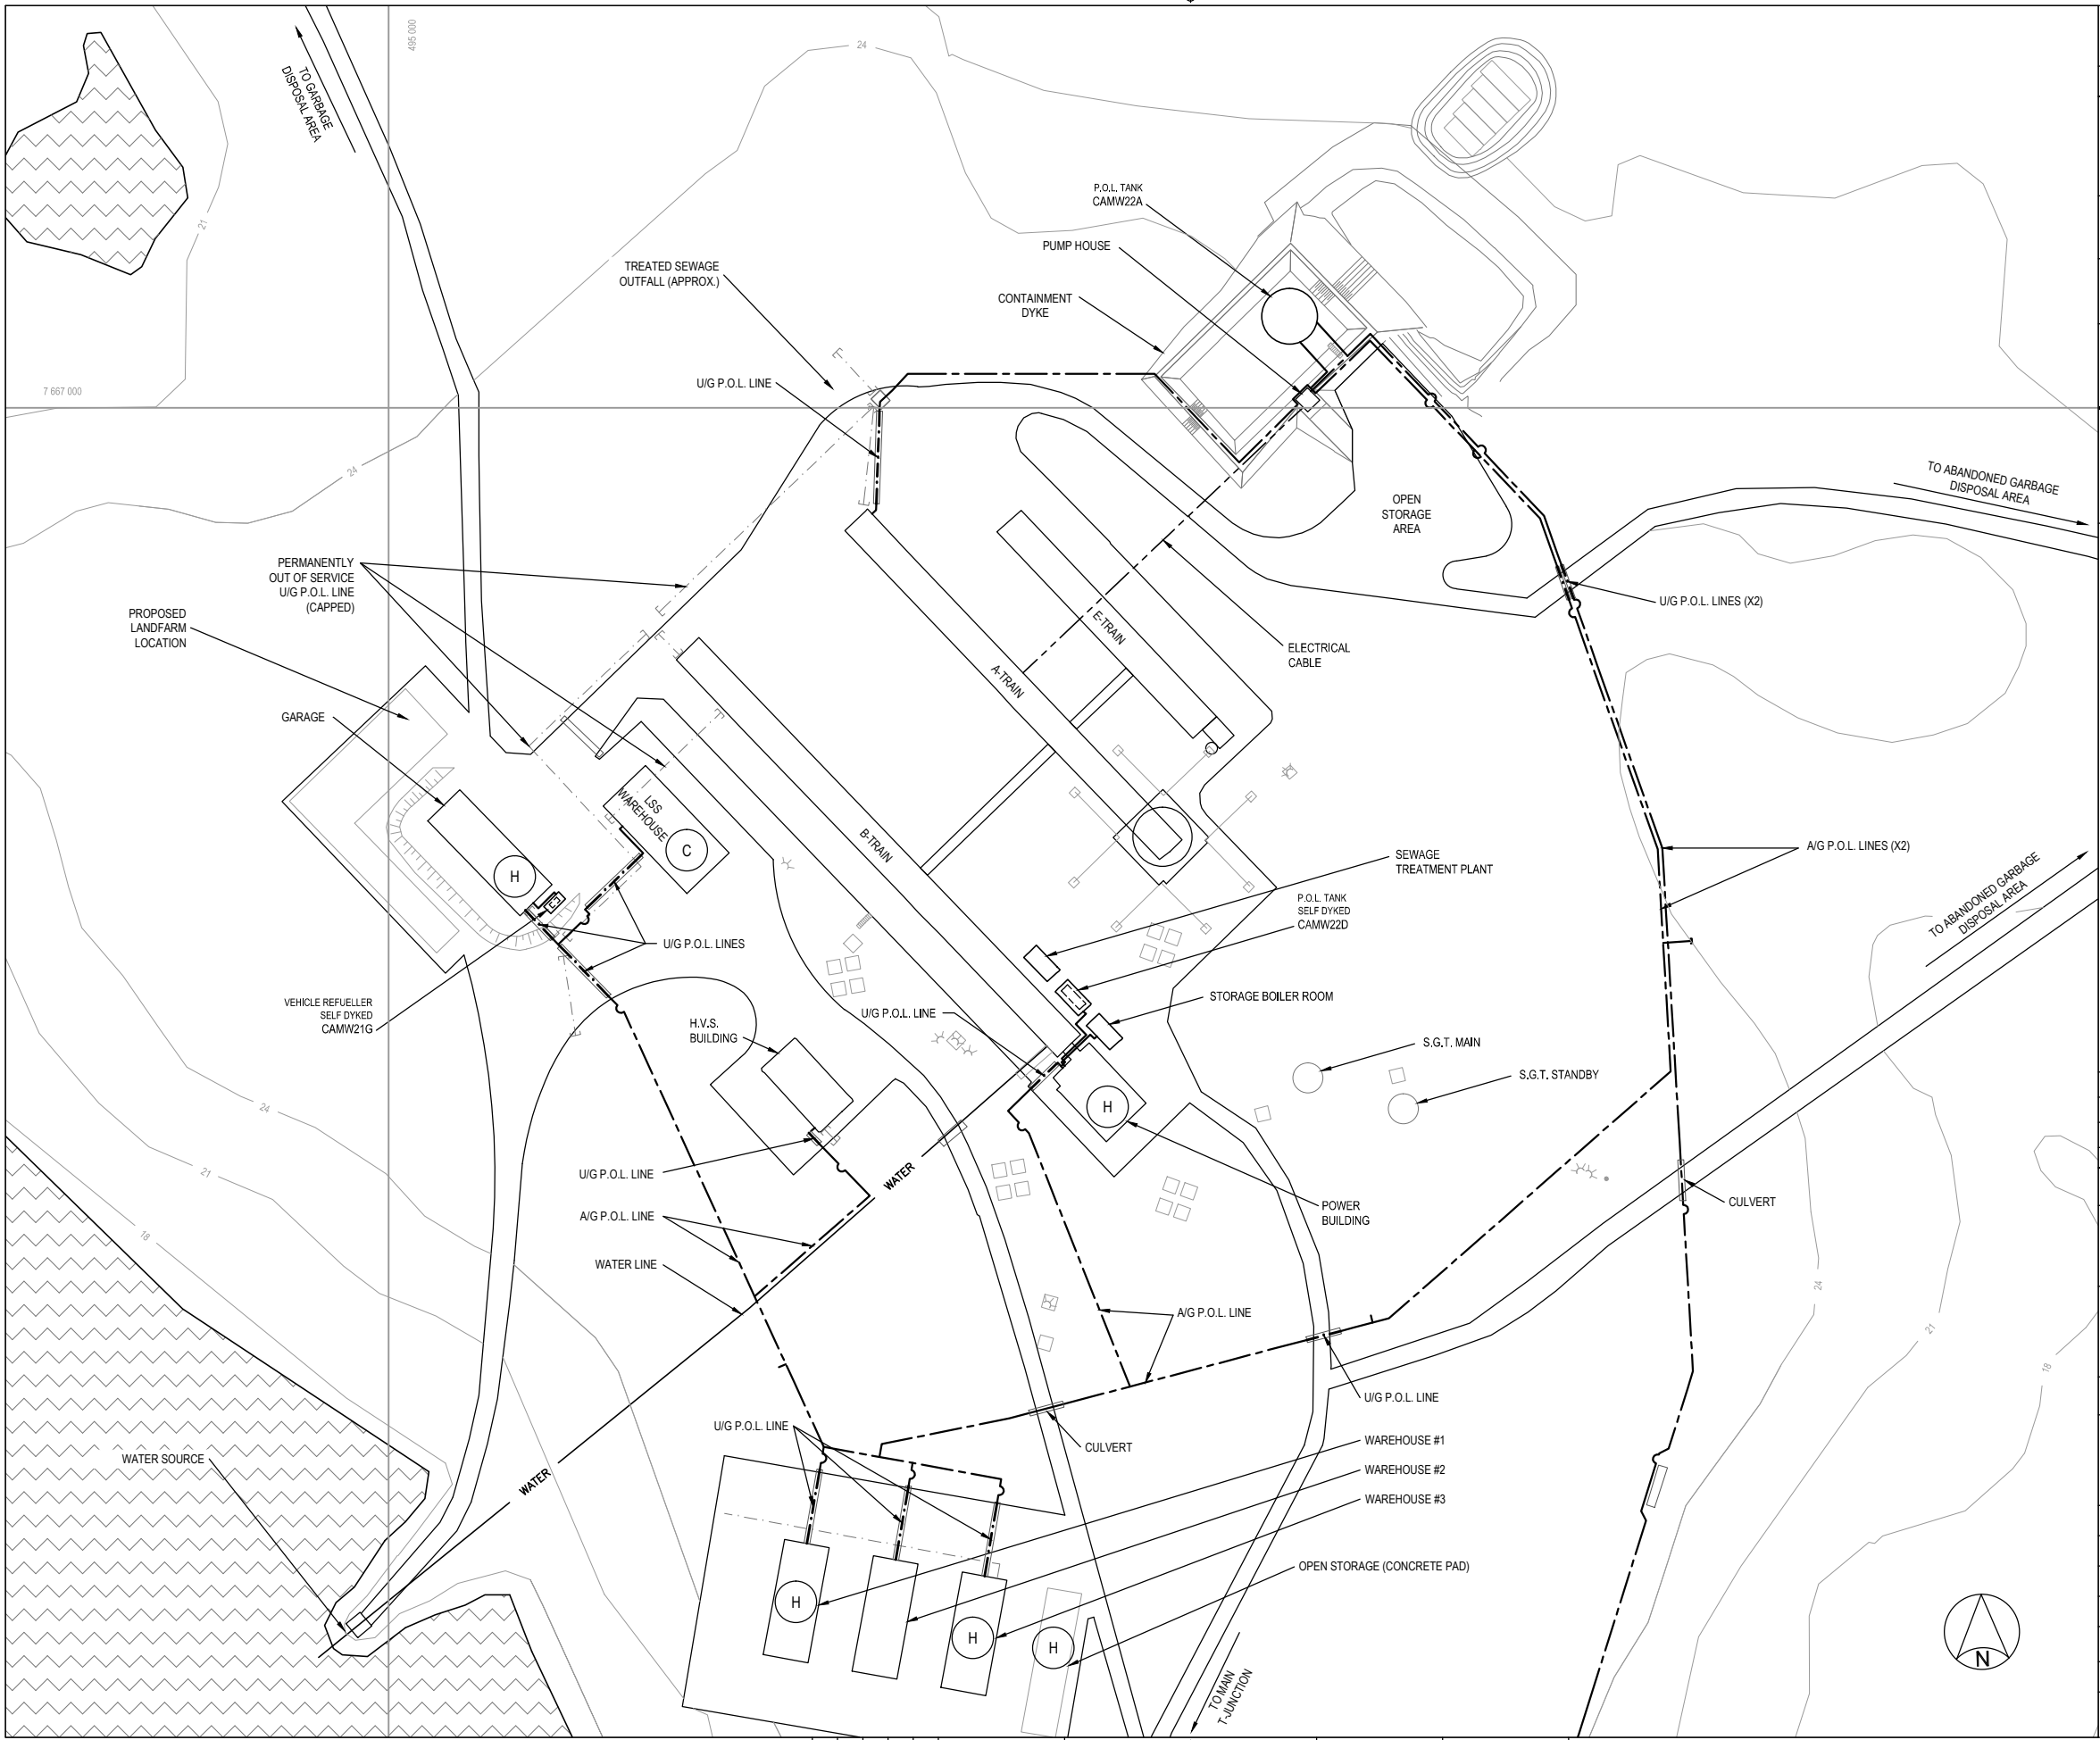 495 000
24
TO GARBAGE
DISPOSAL AREA
P.O.L. TANK
CAMW22A
PUMP HOUSE
21
TREATED SEWAGE
OUTFALL (APPROX.)
CONTAINMENT
DYKE
U/G P.O.L. LINE
7 667 000
24
TO ABANDONED GARBAGE
DISPOSAL AREA
OPEN
STORAGE
AREA
PERMANENTLY
OUT OF SERVICE
U/G P.O.L. LINE
(CAPPED)
U/G P.O.L. LINES (X2)
PROPOSED
LANDFARM
LOCATION
E-TRAIN
ELECTRICAL
CABLE
A-TRAIN
GARAGE
LSS
WAREHOUSE
C
B-TRAIN
H
A/G P.O.L. LINES (X2)
SEWAGE
TREATMENT PLANT
TO ABANDONED GARBAGE
DISPOSAL AREA
P.O.L. TANK
SELF DYKED
CAMW22D
U/G P.O.L. LINES
STORAGE BOILER ROOM
VEHICLE REFUELLER
SELF DYKED
CAMW21G
U/G P.O.L. LINE
H.V.S.
BUILDING
S.G.T. MAIN
S.G.T. STANDBY
H
24
21
U/G P.O.L. LINE
WATER
CULVERT
POWER
BUILDING
A/G P.O.L. LINE
18
WATER LINE
24
A/G P.O.L. LINE
21
18
U/G P.O.L. LINE
U/G P.O.L. LINE
WAREHOUSE #1
CULVERT
WATER SOURCE
WAREHOUSE #2
WATER
WAREHOUSE #3
OPEN STORAGE (CONCRETE PAD)
H
H
H
N
TO MAIN
T-JUNCTION